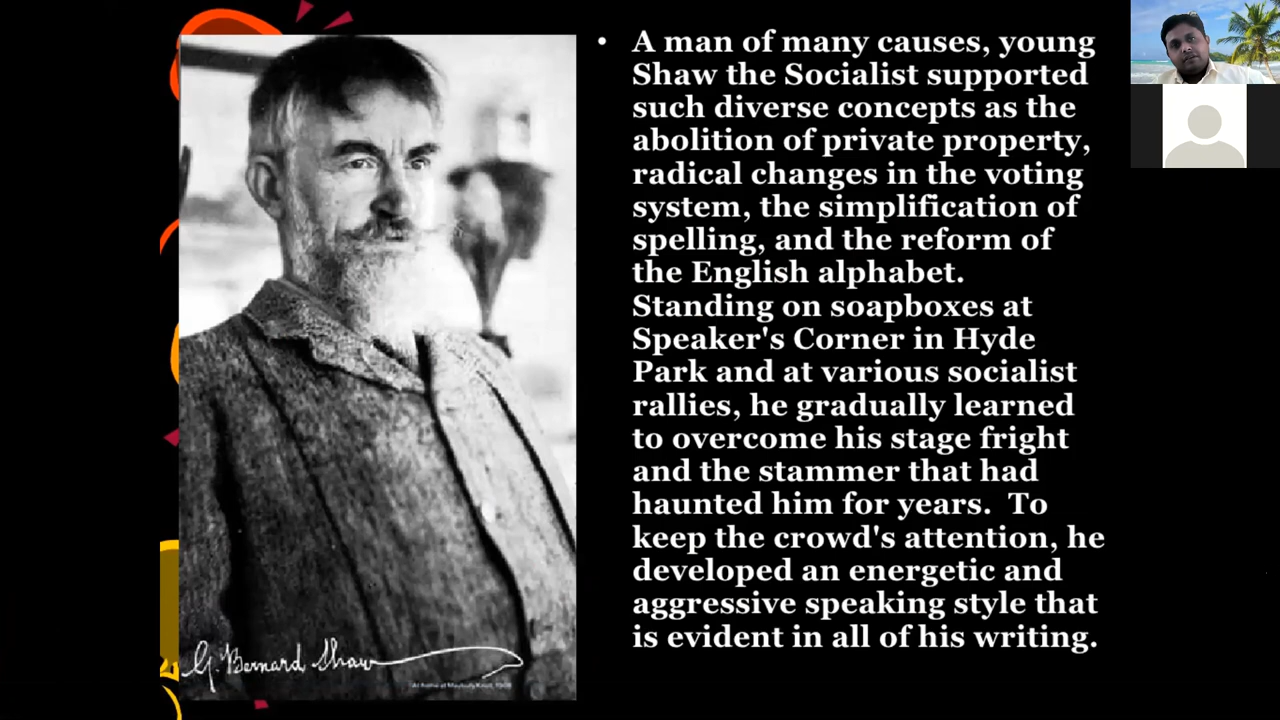 • A man of many causes, young
Shaw the Socialist supported
such diverse concepts as the
abolition of private property,
radical changes in the voting
system, the simplification of
spelling, and the reform of
the English alphabet.
Standing on soapboxes at
Speaker's Corner in Hyde
Park and at various socialist
rallies, he gradually learned
to overcome his stage fright
and the stammer that had
haunted him for years.  To
keep the crowd's attention, he
developed an energetic and
aggressive speaking style that
is evident in all of his writing.
G. Bernard Shaw
At home at